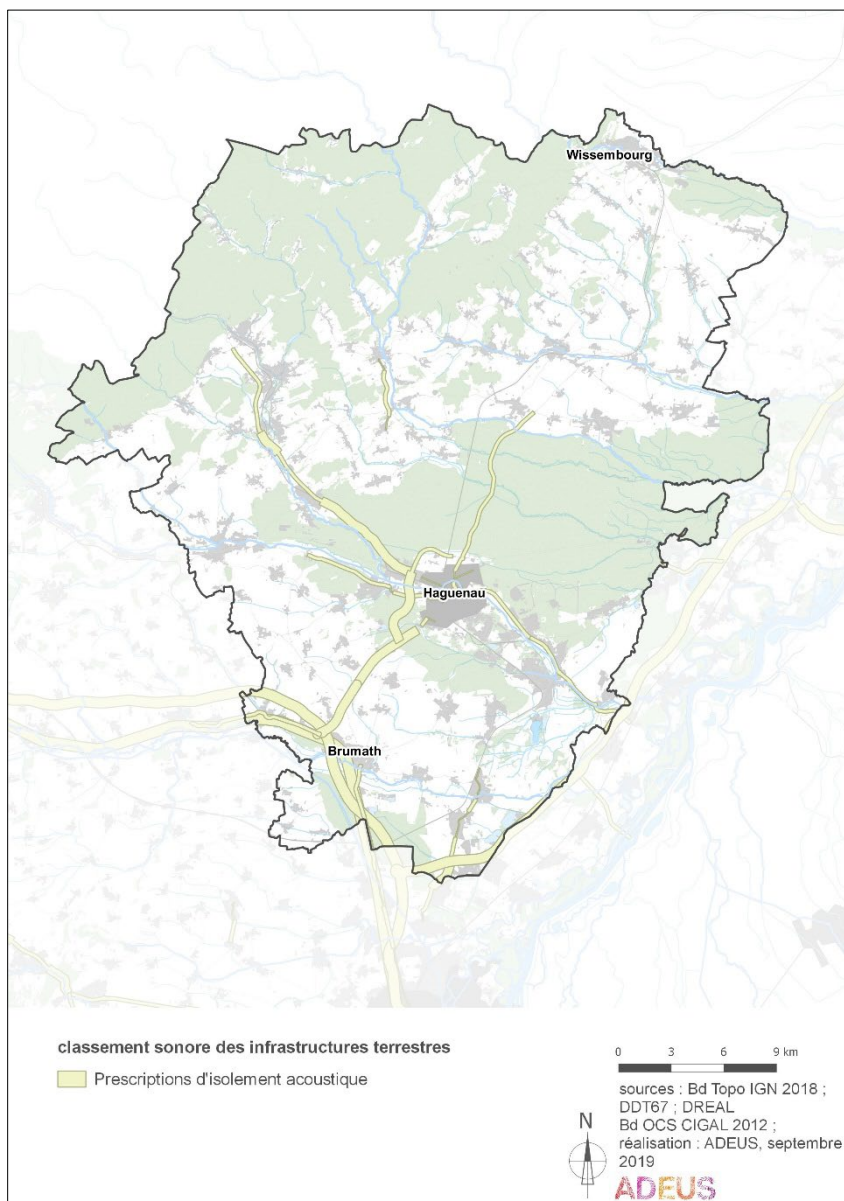 Wissembourg
Haguenau
Brumath
classement sonore des infrastructures terrestres
Prescriptions d'isolement acoustique
0 3 6 9 km
sources : Bd Topo IGN 2018 ;
DDT67 ; DREAL
Bd OCS CIGAL 2012 ;
réalisation : ADEUS, septembre
2019
N
ADEUS